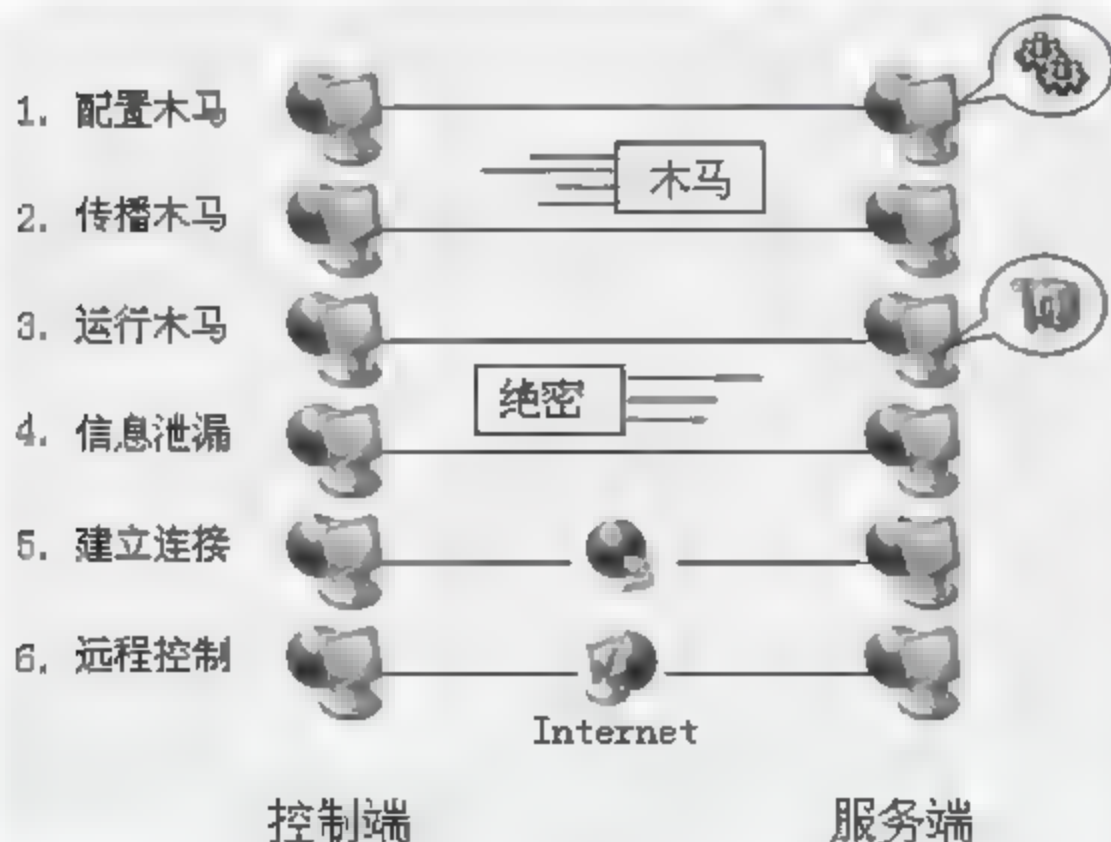 1. 配置木马
木马
2. 传播木马
3. 运行木马
绝密
4. 信息泄漏
5. 建立连接
6. 远程控制
Internet
控制端
服务端